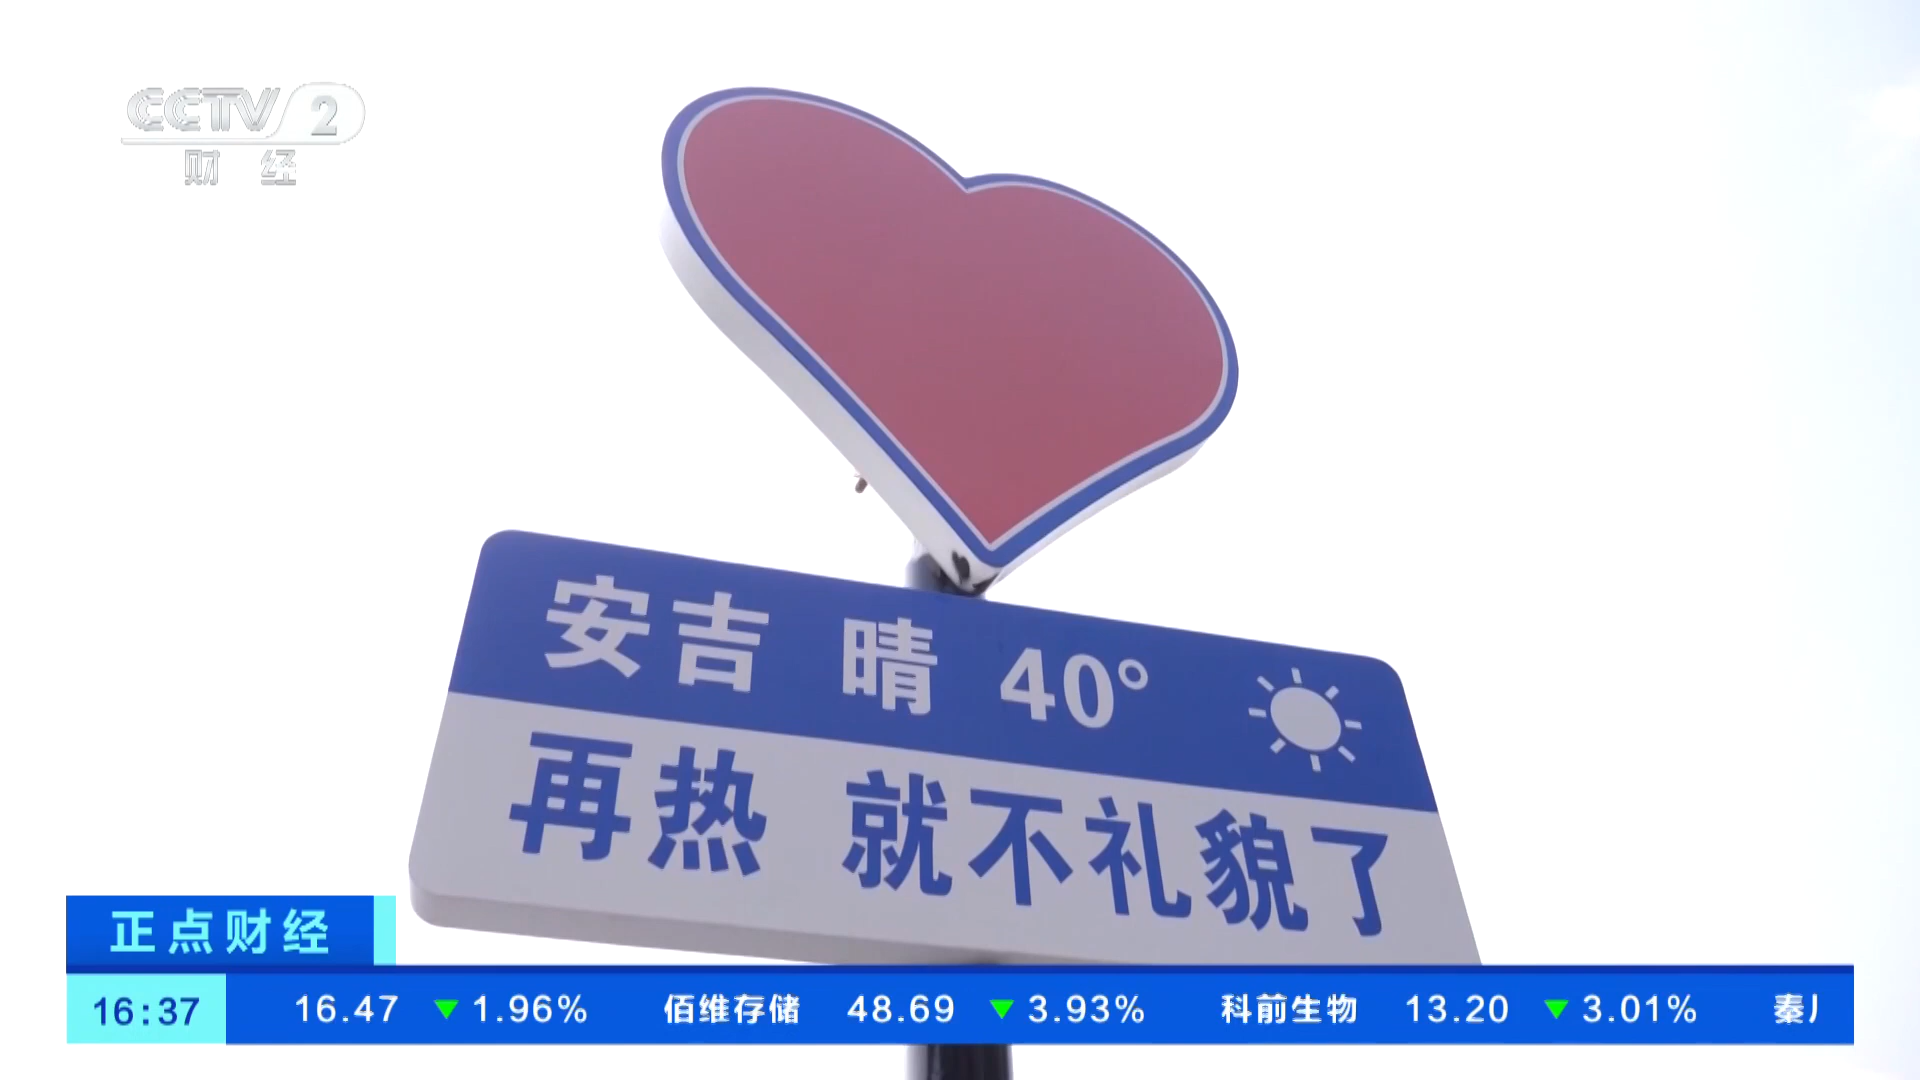 CCTV 2
财 经
安吉 晴 40°
再热 就不礼貌了
正点财经
16:37 16.47 ▼1.96% 佰维存储 48.69 ▼3.93% 科前生物 13.20 ▼3.01% 秦